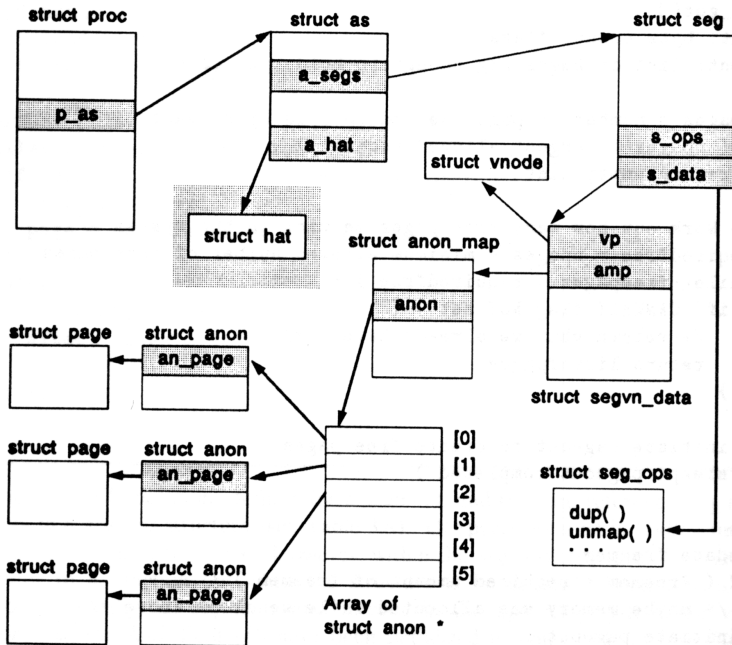 struct proc
struct as
struct seg
a_segs
p_as
a_hat
s_ops
s_data
struct vnode
struct hat
struct anon_map
vp
amp
anon
struct segvn_data
struct page
struct anon
an_page
struct page
struct anon
an_page
struct page
struct anon
an_page
[0]
[1]
[2]
[3]
[4]
[5]
Array of
struct anon *
struct seg_ops
dup( )
unmap( )
. . .